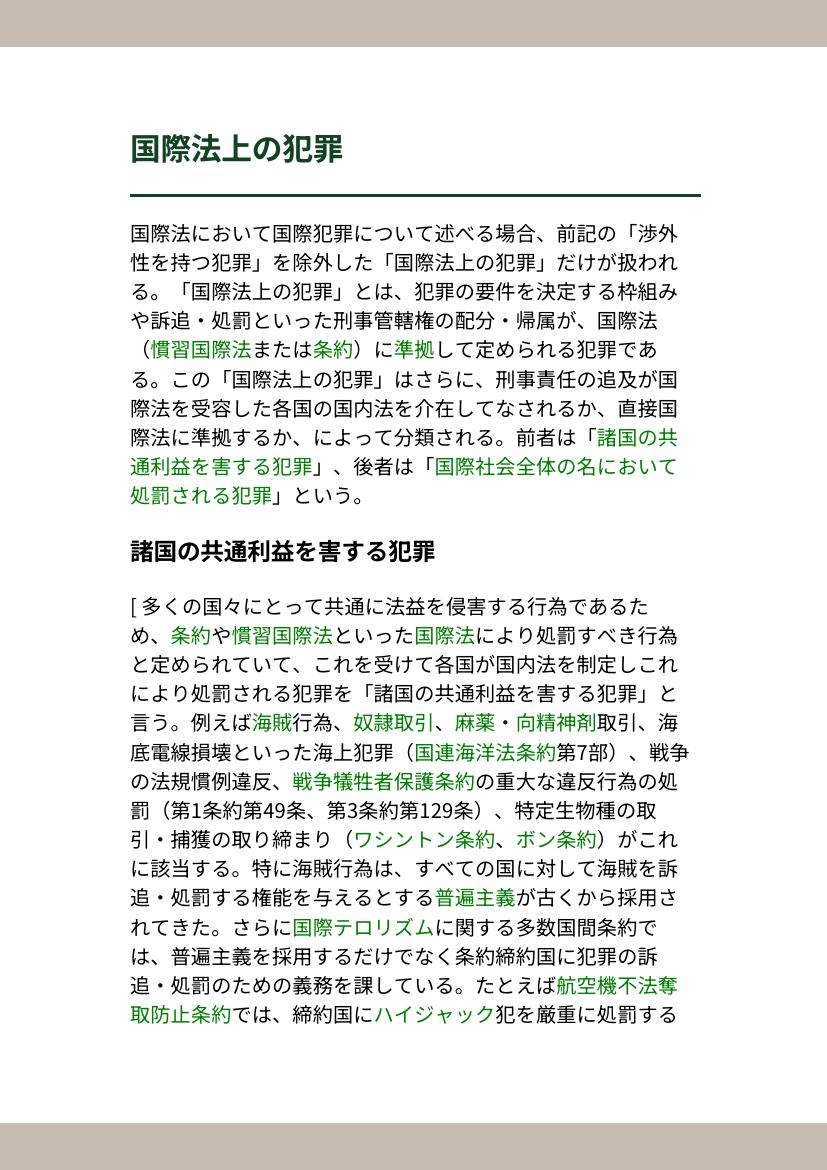 国際法上の犯罪
国際法において国際犯罪について述べる場合、前記の「渉外
性を持つ犯罪」を除外した「国際法上の犯罪」だけが扱われ
る。「国際法上の犯罪」とは、犯罪の要件を決定する枠組み
や訴追・処罰といった刑事管轄権の配分・帰属が、国際法
（慣習国際法または条約）に準拠して定められる犯罪であ
る。この「国際法上の犯罪」はさらに、刑事責任の追及が国
際法を受容した各国の国内法を介在してなされるか、直接国
際法に準拠するか、によって分類される。前者は「諸国の共
通利益を害する犯罪」、後者は「国際社会全体の名において
処罰される犯罪」という。
諸国の共通利益を害する犯罪
[ 多くの国々にとって共通に法益を侵害する行為であるた
め、条約や慣習国際法といった国際法により処罰すべき行為
と定められていて、これを受けて各国が国内法を制定しこれ
により処罰される犯罪を「諸国の共通利益を害する犯罪」と
言う。例えば海賊行為、奴隷取引、麻薬・向精神剤取引、海
底電線損壊といった海上犯罪（国連海洋法条約第7部）、戦争
の法規慣例違反、戦争犠牲者保護条約の重大な違反行為の処
罰（第1条約第49条、第3条約第129条）、特定生物種の取
引・捕獲の取り締まり（ワシントン条約、ボン条約）がこれ
に該当する。特に海賊行為は、すべての国に対して海賊を訴
追・処罰する権能を与えるとする普遍主義が古くから採用さ
れてきた。さらに国際テロリズムに関する多数国間条約で
は、普遍主義を採用するだけでなく条約締約国に犯罪の訴
追・処罰のための義務を課している。たとえば航空機不法奪
取防止条約では、締約国にハイジャック犯を厳重に処罰する